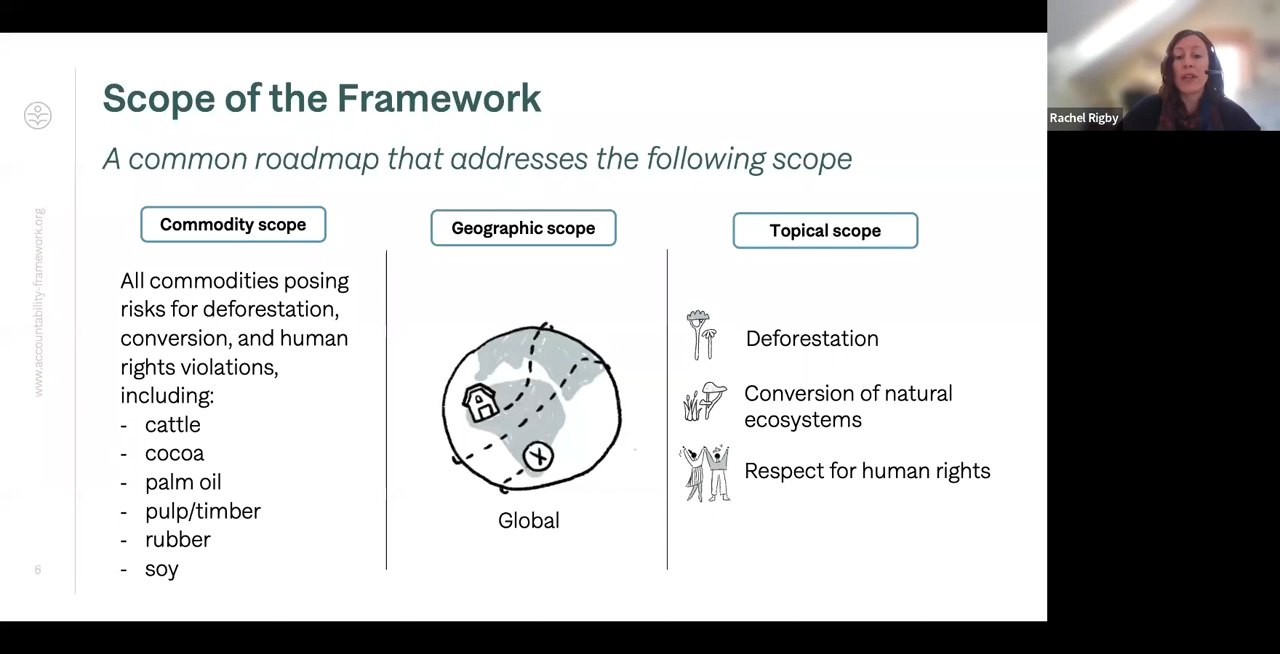 Scope of the Framework
A common roadmap that addresses the following scope
Commodity scope
All commodities posing
risks for deforestation,
conversion, and human
rights violations,
including:
- cattle
- cocoa
- palm oil
- pulp/timber
- rubber
- soy
Geographic scope
Global
Topical scope
Deforestation
Conversion of natural
ecosystems
Respect for human rights
www.accountability-framework.org
6
Rachel Rigby